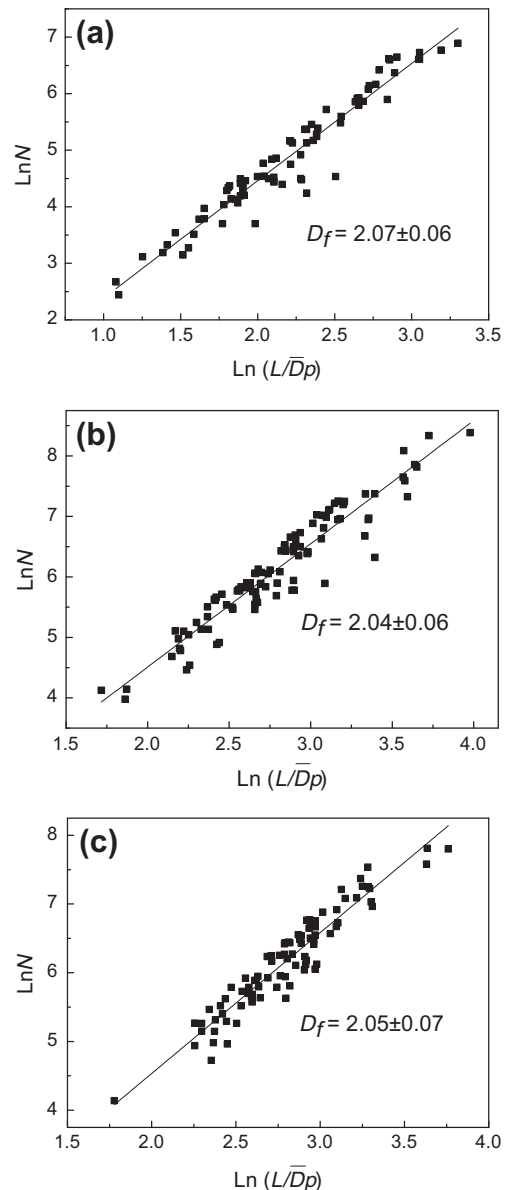 (a)
7
6
5
4
3
2
LnN
D_f = 2.07±0.06
1.0 1.5 2.0 2.5 3.0 3.5
Ln (L/D̅p)
(b)
8
7
6
5
4
LnN
D_f = 2.04±0.06
1.5 2.0 2.5 3.0 3.5 4.0
Ln (L/D̅p)
(c)
8
7
6
5
4
LnN
D_f = 2.05±0.07
1.5 2.0 2.5 3.0 3.5 4.0
Ln (L/D̅p)